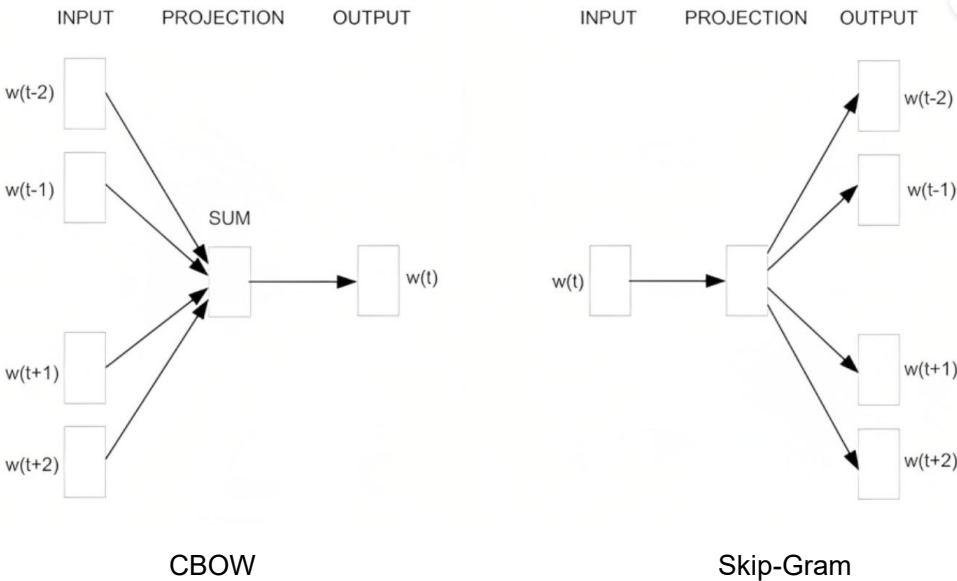 INPUT PROJECTION OUTPUT
w(t-2)
w(t-1)
SUM
w(t)
w(t+1)
w(t+2)
CBOW
INPUT PROJECTION OUTPUT
w(t-2)
w(t-1)
w(t)
w(t+1)
w(t+2)
Skip-Gram